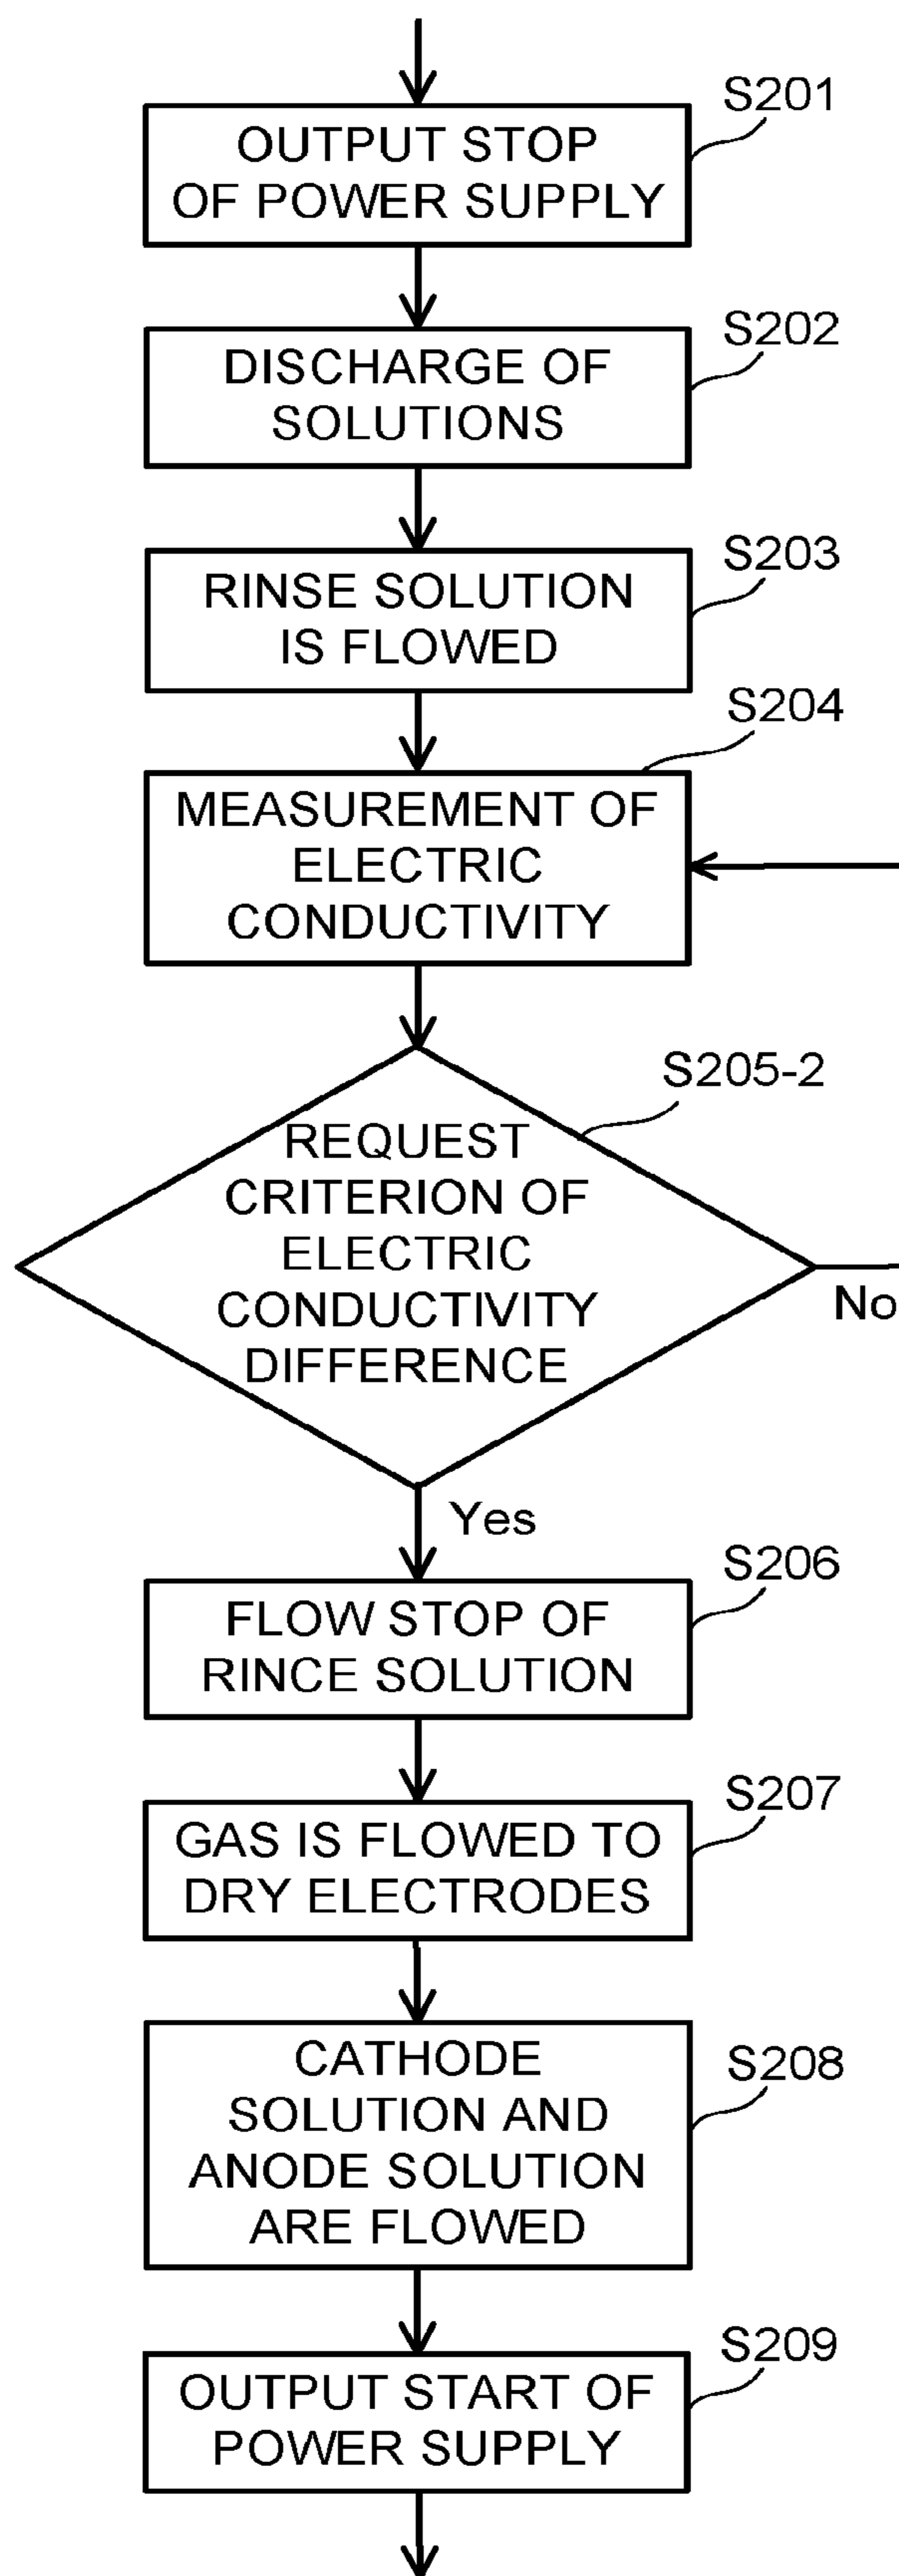 S201
OUTPUT STOP
OF POWER SUPPLY
S202
DISCHARGE OF
SOLUTIONS
S203
RINSE SOLUTION
IS FLOWED
S204
MEASUREMENT OF
ELECTRIC
CONDUCTIVITY
S205-2
REQUEST
CRITERION OF
ELECTRIC
CONDUCTIVITY
DIFFERENCE
No
Yes
S206
FLOW STOP OF
RINCE SOLUTION
S207
GAS IS FLOWED TO
DRY ELECTRODES
S208
CATHODE
SOLUTION AND
ANODE SOLUTION
ARE FLOWED
S209
OUTPUT START OF
POWER SUPPLY